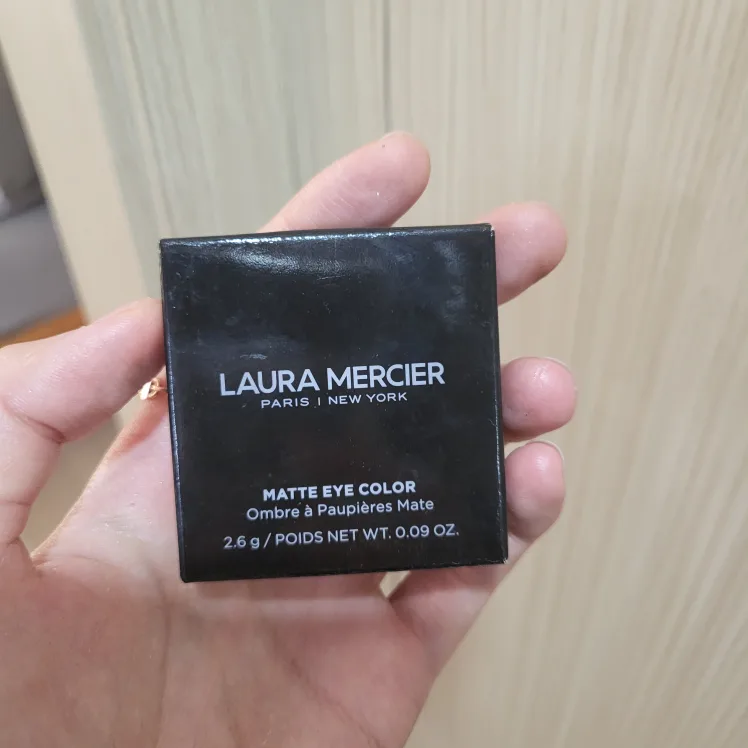 LAURA MERCIER
PARIS | NEW YORK
MATTE EYE COLOR
Ombre à Paupières Mate
2.6 g / POIDS NET WT. 0.09 OZ.